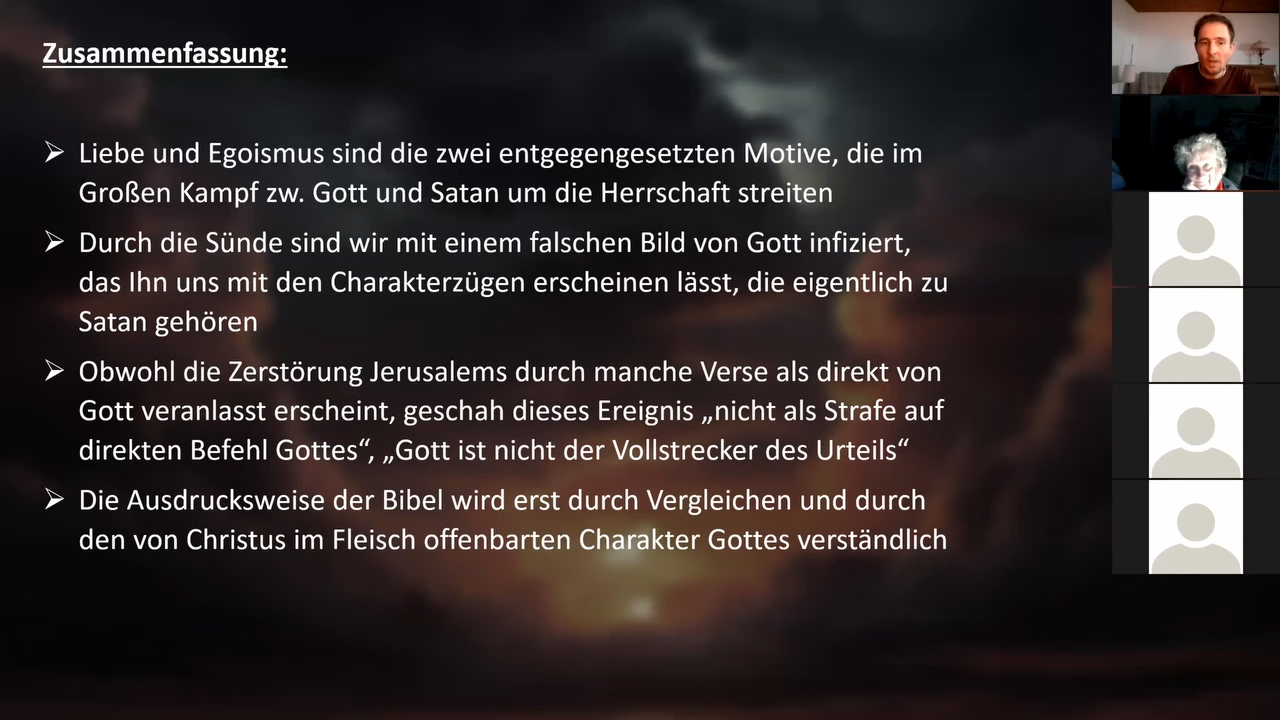 Zusammenfassung:
➢ Liebe und Egoismus sind die zwei entgegengesetzten Motive, die im
Großen Kampf zw. Gott und Satan um die Herrschaft streiten
➢ Durch die Sünde sind wir mit einem falschen Bild von Gott infiziert,
das Ihn uns mit den Charakterzügen erscheinen lässt, die eigentlich zu
Satan gehören
➢ Obwohl die Zerstörung Jerusalems durch manche Verse als direkt von
Gott veranlasst erscheint, geschah dieses Ereignis „nicht als Strafe auf
direkten Befehl Gottes“, „Gott ist nicht der Vollstrecker des Urteils“
➢ Die Ausdrucksweise der Bibel wird erst durch Vergleichen und durch
den von Christus im Fleisch offenbarten Charakter Gottes verständlich